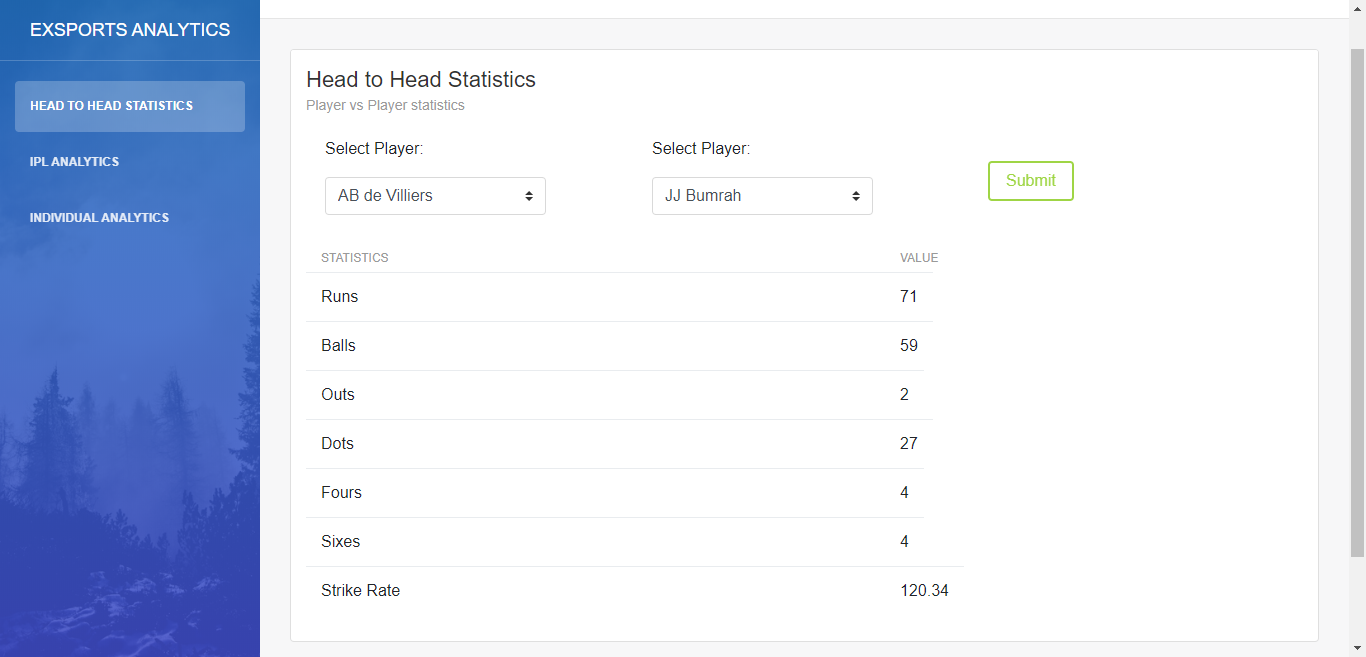 EXSPORTS ANALYTICS
HEAD TO HEAD STATISTICS
IPL ANALYTICS
INDIVIDUAL ANALYTICS
Head to Head Statistics
Player vs Player statistics
Select Player: Select Player:
AB de Villiers JJ Bumrah Submit
STATISTICS VALUE
Runs 71
Balls 59
Outs 2
Dots 27
Fours 4
Sixes 4
Strike Rate 120.34